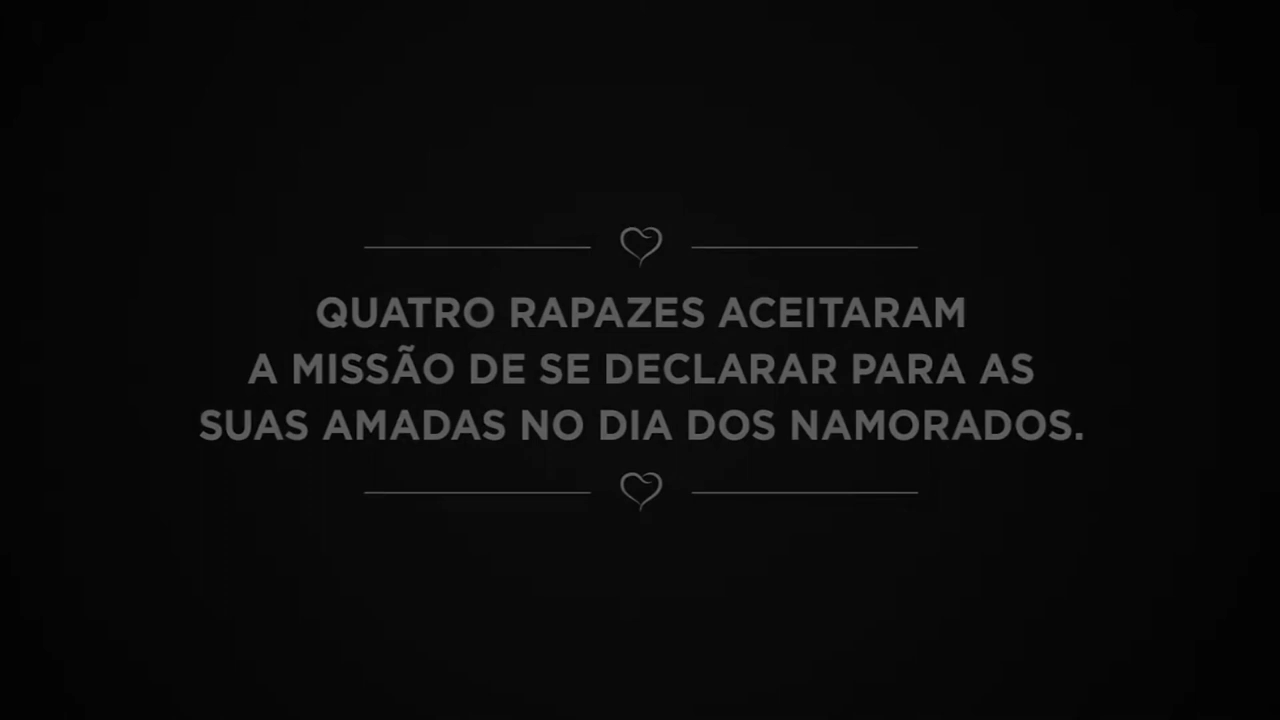 QUATRO RAPAZES ACEITARAM
A MISSÃO DE SE DECLARAR PARA AS
SUAS AMADAS NO DIA DOS NAMORADOS.